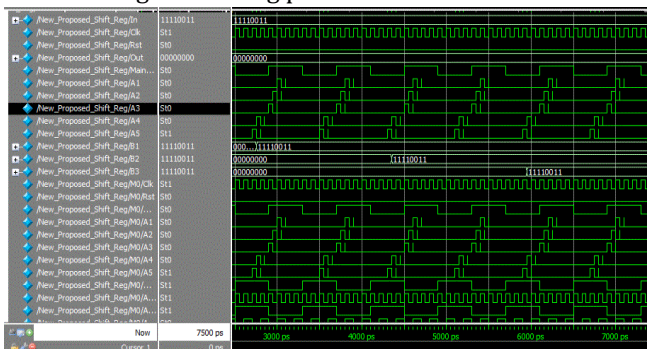 /New_Proposed_Shift_Reg/In 11110011 11110011
/New_Proposed_Shift_Reg/Clk St1
/New_Proposed_Shift_Reg/Rst St0
/New_Proposed_Shift_Reg/Out 00000000 00000000
/New_Proposed_Shift_Reg/Main... St0
/New_Proposed_Shift_Reg/A1 St0
/New_Proposed_Shift_Reg/A2 St0
/New_Proposed_Shift_Reg/A3 St0
/New_Proposed_Shift_Reg/A4 St0
/New_Proposed_Shift_Reg/A5 St1
/New_Proposed_Shift_Reg/B1 11110011 000... 11110011
/New_Proposed_Shift_Reg/B2 11110011 00000000 11110011
/New_Proposed_Shift_Reg/B3 11110011 00000000 11110011
/New_Proposed_Shift_Reg/M0/Clk St1
/New_Proposed_Shift_Reg/M0/Rst St0
/New_Proposed_Shift_Reg/M0/... St0
/New_Proposed_Shift_Reg/M0/A1 St0
/New_Proposed_Shift_Reg/M0/A2 St0
/New_Proposed_Shift_Reg/M0/A3 St0
/New_Proposed_Shift_Reg/M0/A4 St0
/New_Proposed_Shift_Reg/M0/A5 St1
/New_Proposed_Shift_Reg/M0/... St1
/New_Proposed_Shift_Reg/M0/A... St1
/New_Proposed_Shift_Reg/M0/A... St1
Now 7500 ps 3000 ps 4000 ps 5000 ps 6000 ps 7000 ps
Cursor 1 0 ps